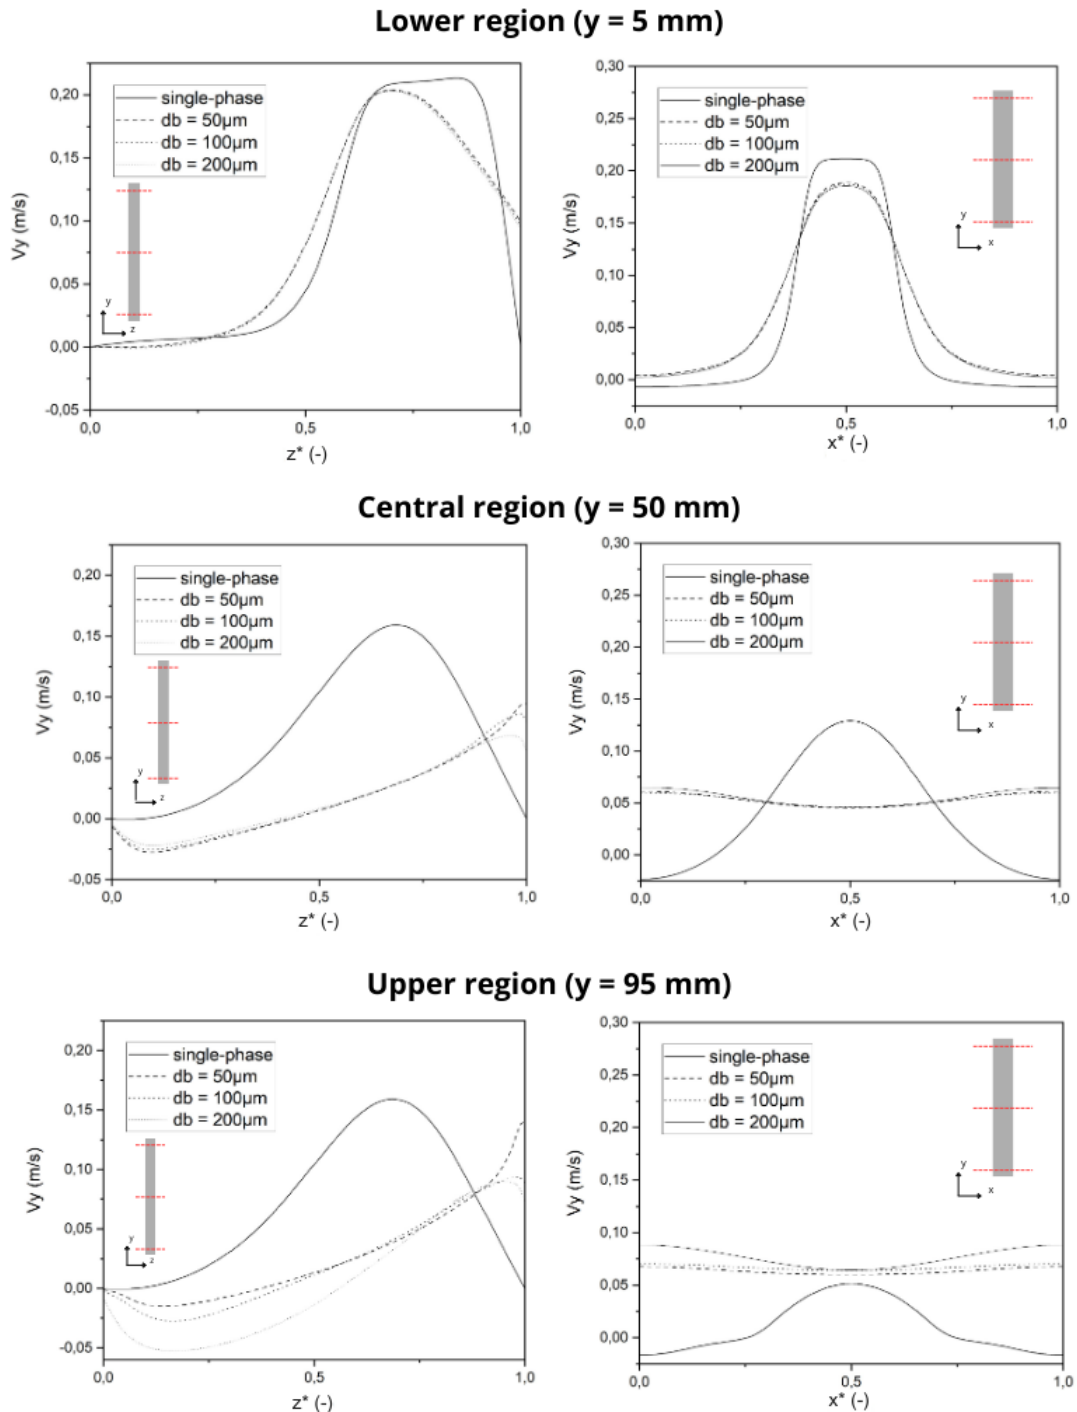 Lower region (y = 5 mm)
single-phase
db = 50µm
db = 100µm
db = 200µm
0,20
0,15
0,10
0,05
0,00
-0,05
Vy (m/s)
y
z
0,0
0,5
1,0
z* (-)
0,30
0,25
0,20
0,15
0,10
0,05
0,00
Vy (m/s)
single-phase
db = 50µm
db = 100µm
db = 200µm
y
x
0,0
0,5
1,0
x* (-)
Central region (y = 50 mm)
0,20
0,15
0,10
0,05
0,00
-0,05
Vy (m/s)
single-phase
db = 50µm
db = 100µm
db = 200µm
y
z
0,0
0,5
1,0
z* (-)
0,30
0,25
0,20
0,15
0,10
0,05
0,00
Vy (m/s)
single-phase
db = 50µm
db = 100µm
db = 200µm
y
x
0,0
0,5
1,0
x* (-)
Upper region (y = 95 mm)
0,20
0,15
0,10
0,05
0,00
-0,05
Vy (m/s)
single-phase
db = 50µm
db = 100µm
db = 200µm
y
z
0,0
0,5
1,0
z* (-)
0,30
0,25
0,20
0,15
0,10
0,05
0,00
Vy (m/s)
single-phase
db = 50µm
db = 100µm
db = 200µm
y
x
0,0
0,5
1,0
x* (-)